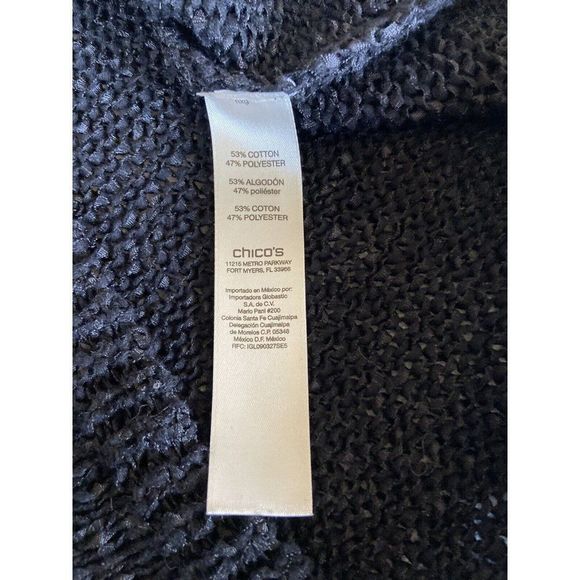 53% COTTON
47% POLYESTER
53% ALGODÓN
47% poliéster
53% COTON
47% POLYESTER
chico's
11215 METRO PARKWAY
FORT MYERS, FL 33966
Importado en México por:
Importadora Globastic
S.A. de C.V.
Mario Pani #200
Colonia Santa Fe Cuajimalpa
Delegación Cuajimalpa
de Morelos C.P. 05348
México D.F. México
RFC: IGL090327SE5